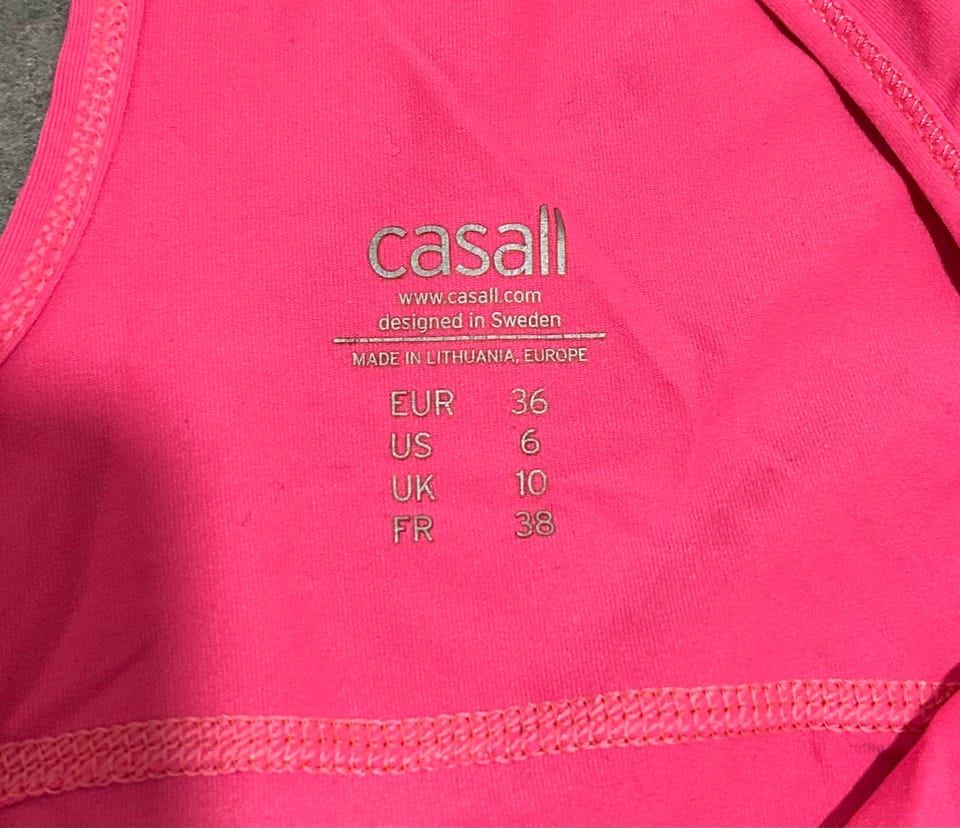 casall
www.casall.com
designed in Sweden
MADE IN LITHUANIA, EUROPE
EUR 36
US 6
UK 10
FR 38